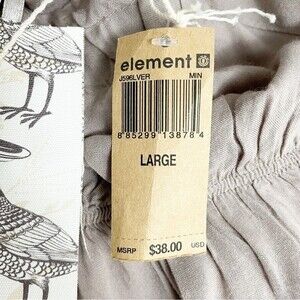 element
J596LVER MIN
8 85299 13878 4
LARGE
MSRP $38.00 USD